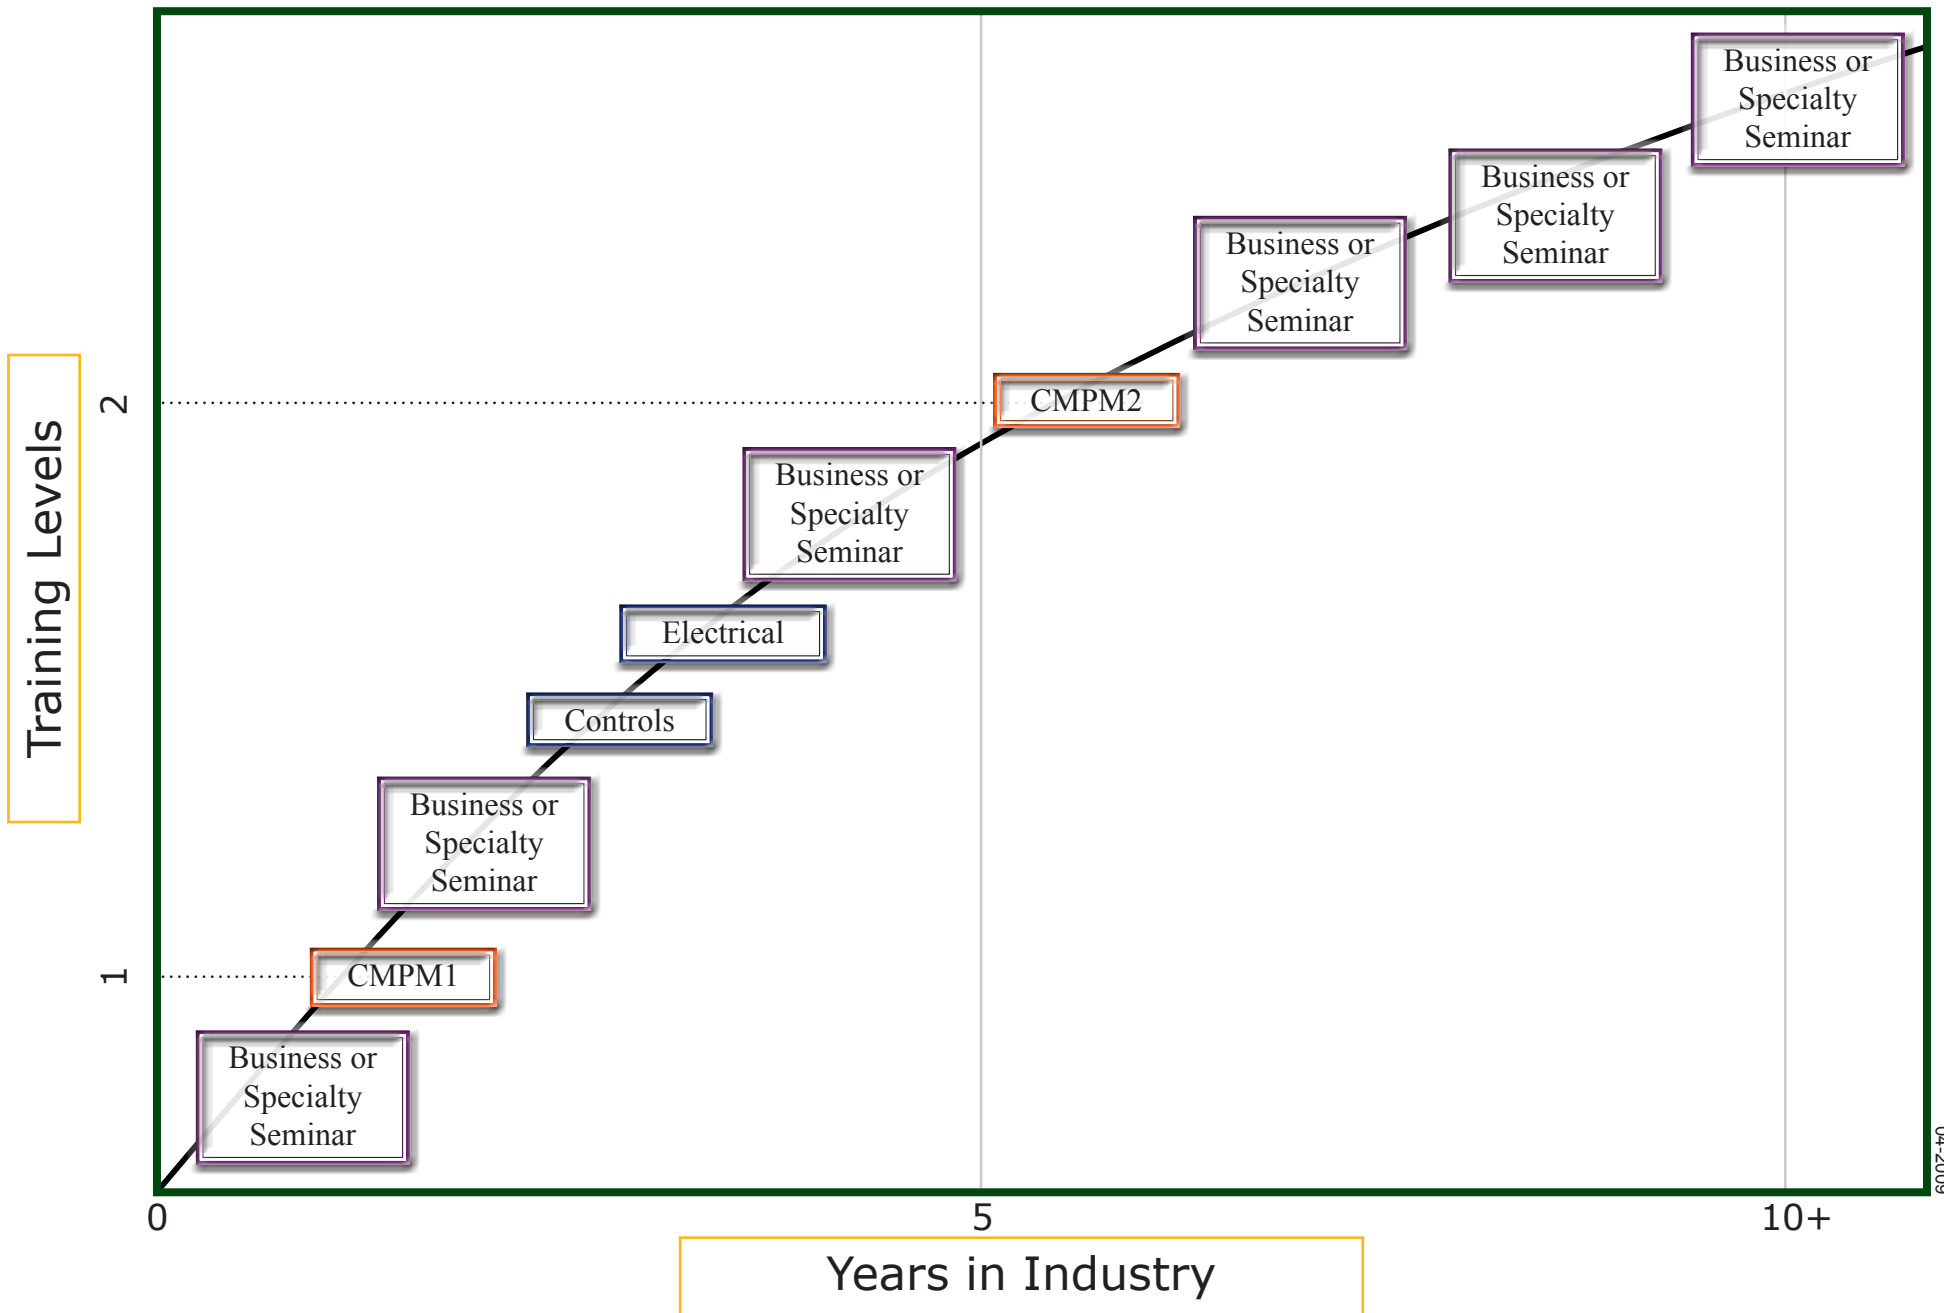 Business or
Specialty
Seminar
Business or
Specialty
Seminar
Business or
Specialty
Seminar
CMPM2
Business or
Specialty
Seminar
Electrical
Controls
Business or
Specialty
Seminar
CMPM1
Business or
Specialty
Seminar
Training Levels
2
1
0
5
10+
Years in Industry
04-2009